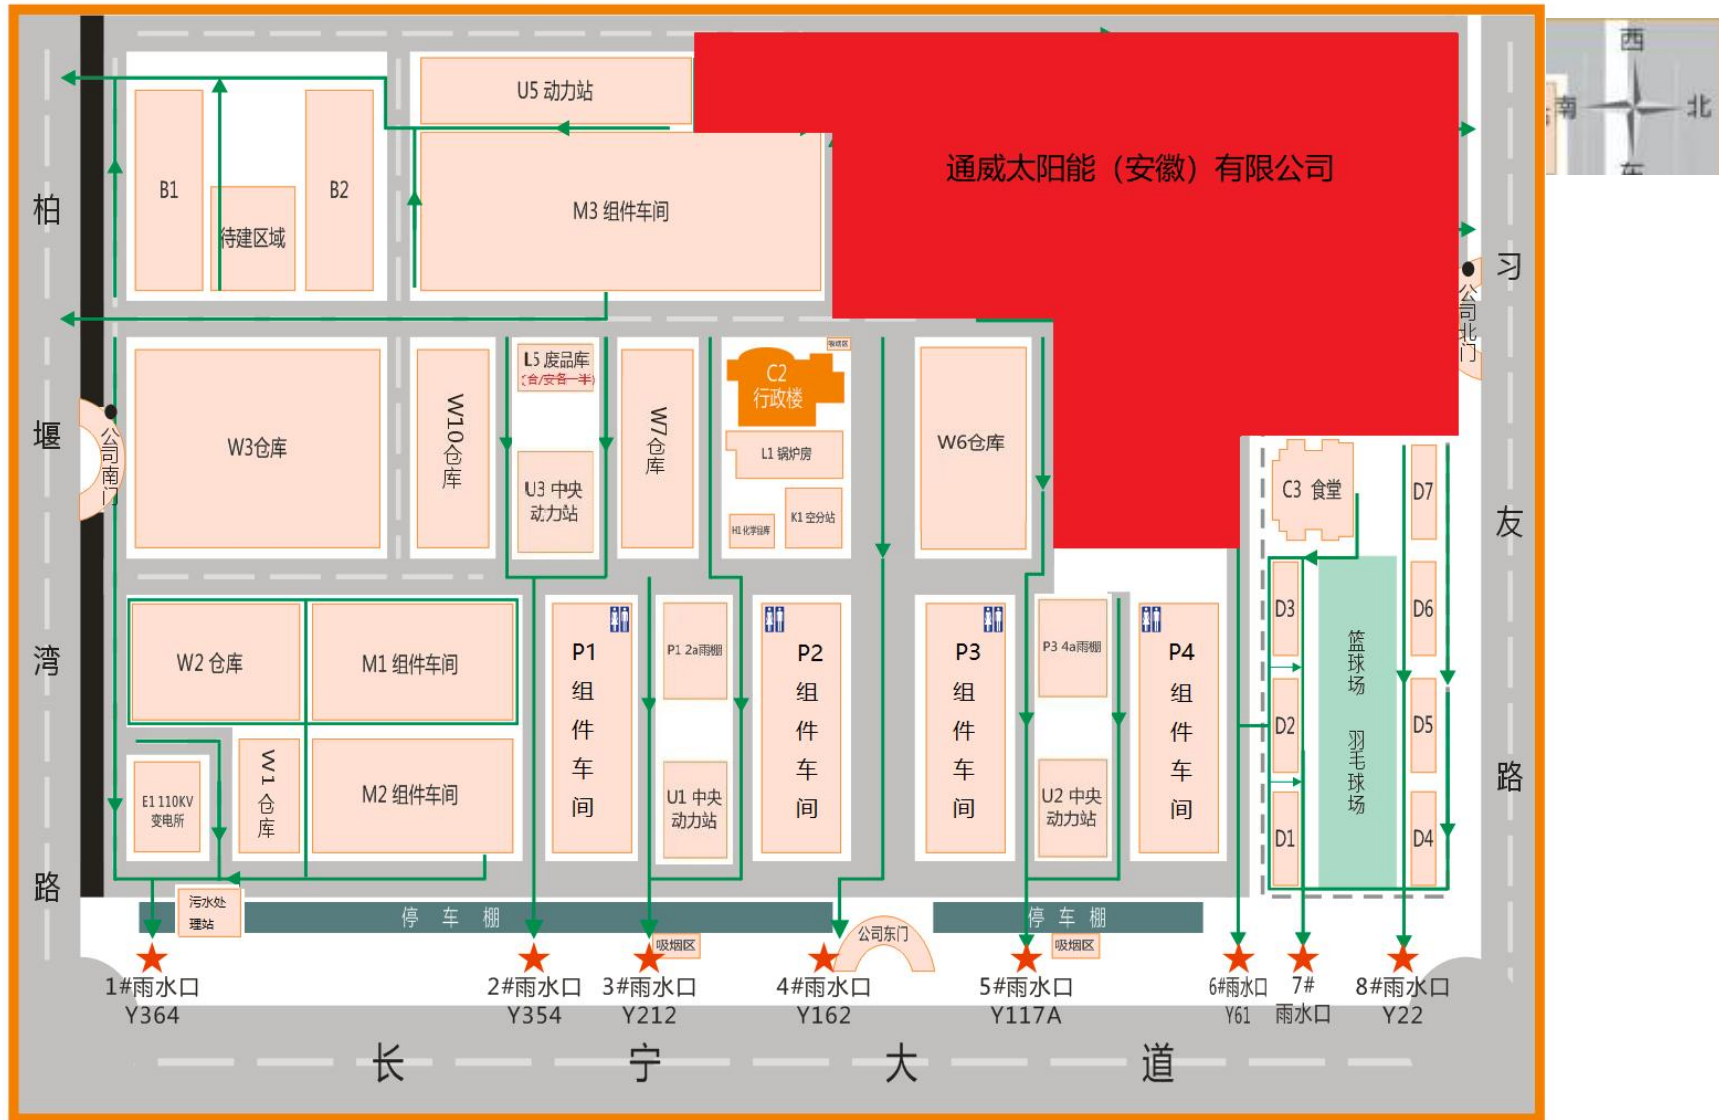 西
南
北
东
U5 动力站
B1
B2
待建区域
M3 组件车间
通威太阳能（安徽）有限公司
柏堰湾路
习友路
公司北门
公司南门
W3仓库
W10仓库
L5 废品库
(合/安各一半)
U3 中央
动力站
W7仓库
吸烟区
C2
行政楼
L1 锅炉房
K1 空分站
H1 化学品库
W6仓库
C3 食堂
D7
W2 仓库
M1 组件车间
P1
组件车间
P1 2a雨棚
P2
组件车间
P3
组件车间
P3 4a雨棚
P4
组件车间
D3
D6
篮球场
羽毛球场
D2
D5
E1 110KV
变电所
W1仓库
M2 组件车间
U1 中央
动力站
U2 中央
动力站
D1
D4
污水处
理站
停车棚
停车棚
公司东门
吸烟区
吸烟区
1#雨水口
Y364
2#雨水口
Y354
3#雨水口
Y212
4#雨水口
Y162
5#雨水口
Y117A
6#雨水口
Y61
7#
雨水口
8#雨水口
Y22
长宁大道